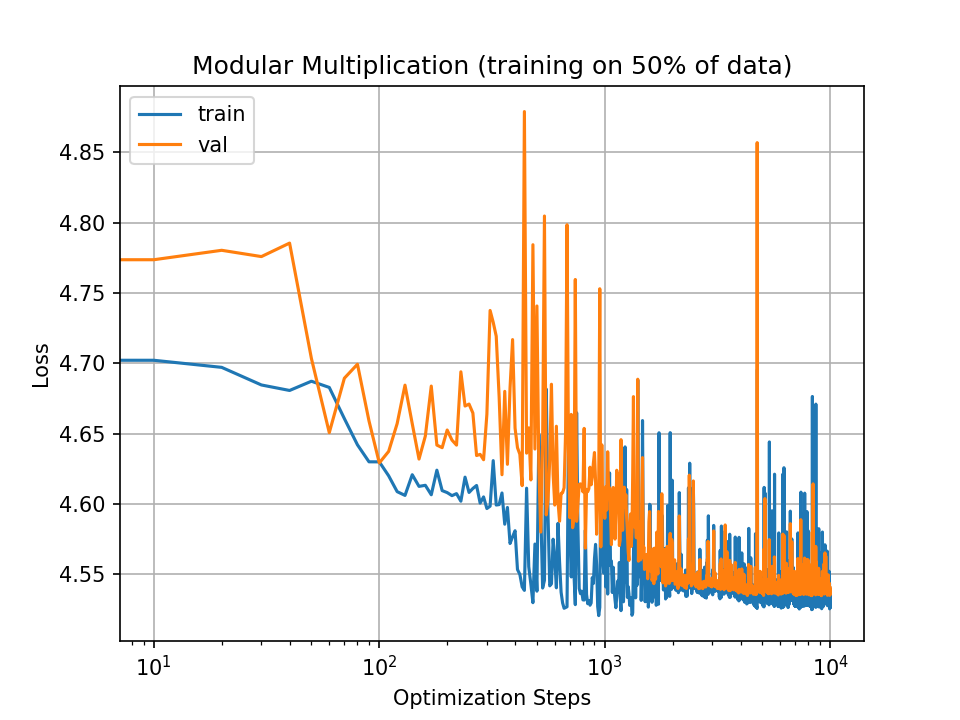 Modular Multiplication (training on 50% of data)
train
val
4.85
4.80
4.75
4.70
4.65
4.60
4.55
Loss
10¹
10²
10³
10⁴
Optimization Steps